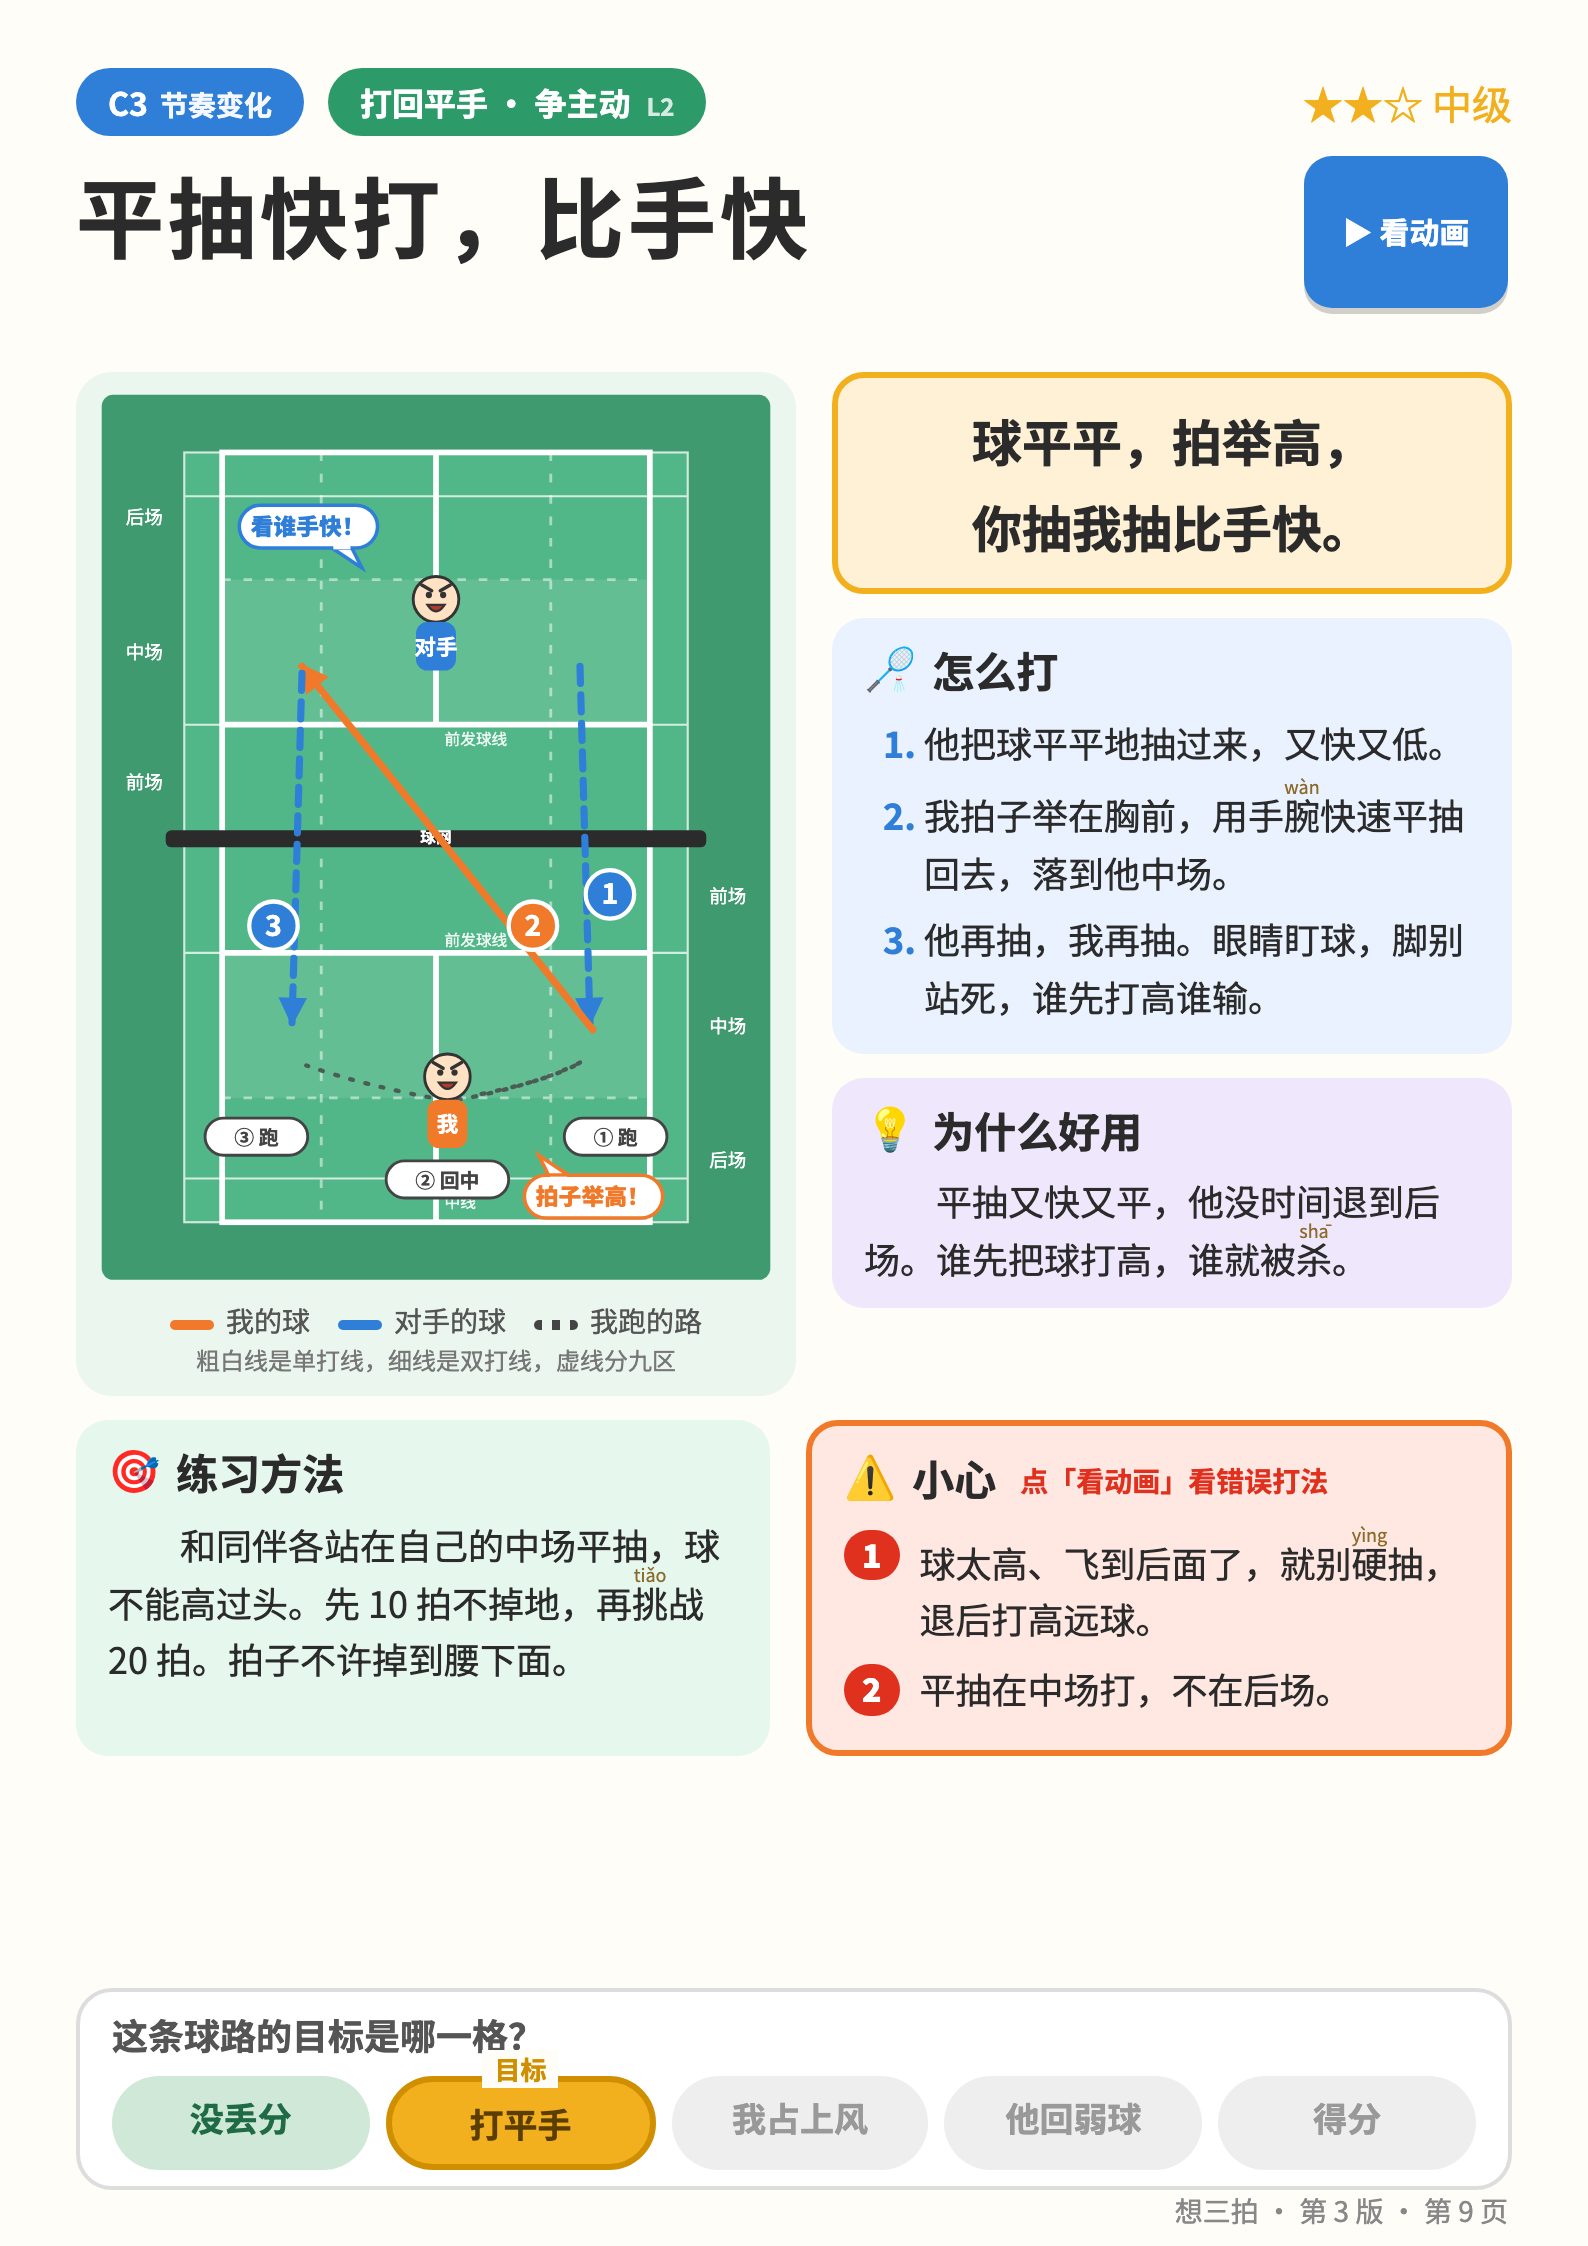 C3 节奏变化
打回平手 · 争主动 L2
★★☆ 中级
平抽快打，比手快
▶ 看动画
后场
看谁手快！
对手
中场
前发球线
前场
球网
1
前场
3
2
前发球线
中场
我
③ 跑
① 跑
后场
② 回中
拍子举高！
中线
我的球 对手的球 我跑的路
粗白线是单打线，细线是双打线，虚线分九区
球平平，拍举高，
你抽我抽比手快。
怎么打
1. 他把球平平地抽过来，又快又低。
wàn
2. 我拍子举在胸前，用手腕快速平抽
回去，落到他中场。
3. 他再抽，我再抽。眼睛盯球，脚别
站死，谁先打高谁输。
为什么好用
平抽又快又平，他没时间退到后
shā
场。谁先把球打高，谁就被杀。
练习方法
和同伴各站在自己的中场平抽，球
tiǎo
不能高过头。先 10 拍不掉地，再挑战
20 拍。拍子不许掉到腰下面。
小心 点「看动画」看错误打法
yìng
1 球太高、飞到后面了，就别硬抽，
退后打高远球。
2 平抽在中场打，不在后场。
这条球路的目标是哪一格？
目标
没丢分 打平手 我占上风 他回弱球 得分
想三拍 · 第 3 版 · 第 9 页